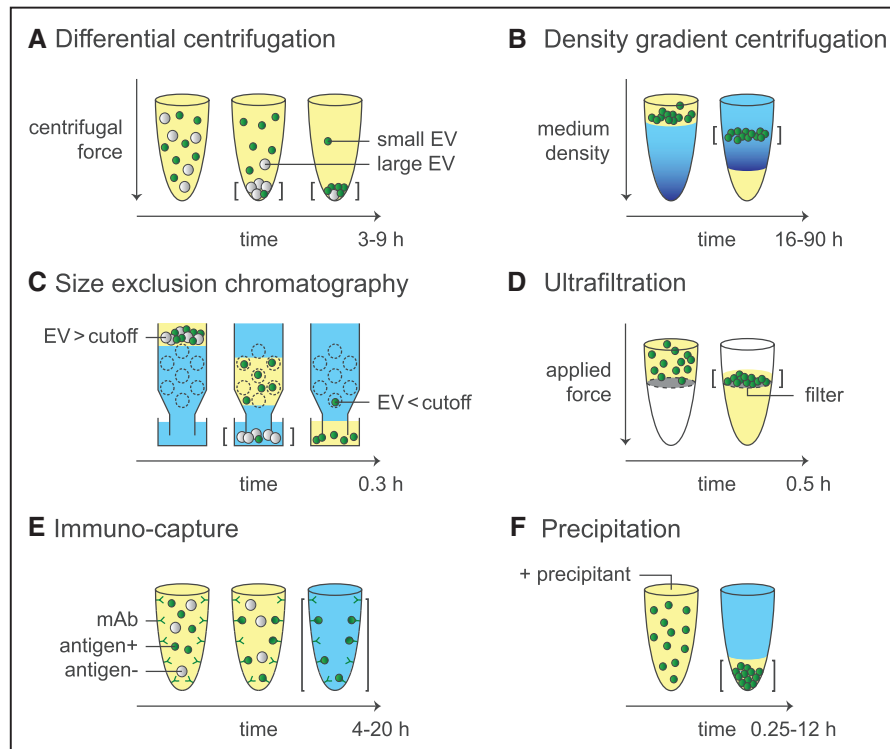 A Differential centrifugation
centrifugal
force
small EV
large EV
[ ]
[ ]
time
3-9 h
B Density gradient centrifugation
medium
density
[ ]
time
16-90 h
C Size exclusion chromatography
EV > cutoff
EV < cutoff
[ ]
time
0.3 h
D Ultrafiltration
applied
force
[ ]
filter
time
0.5 h
E Immuno-capture
mAb
antigen+
antigen-
[ ]
time
4-20 h
F Precipitation
+ precipitant
[ ]
time
0.25-12 h